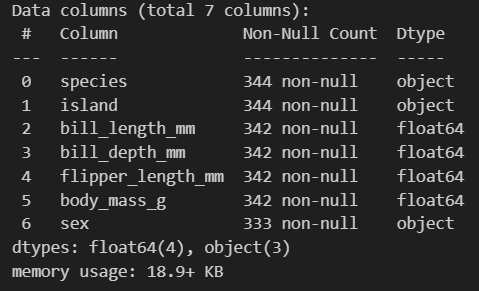 Data columns (total 7 columns):
 #   Column             Non-Null Count  Dtype
---  ------             --------------  -----
 0   species            344 non-null    object
 1   island             344 non-null    object
 2   bill_length_mm     342 non-null    float64
 3   bill_depth_mm      342 non-null    float64
 4   flipper_length_mm  342 non-null    float64
 5   body_mass_g        342 non-null    float64
 6   sex                333 non-null    object
dtypes: float64(4), object(3)
memory usage: 18.9+ KB